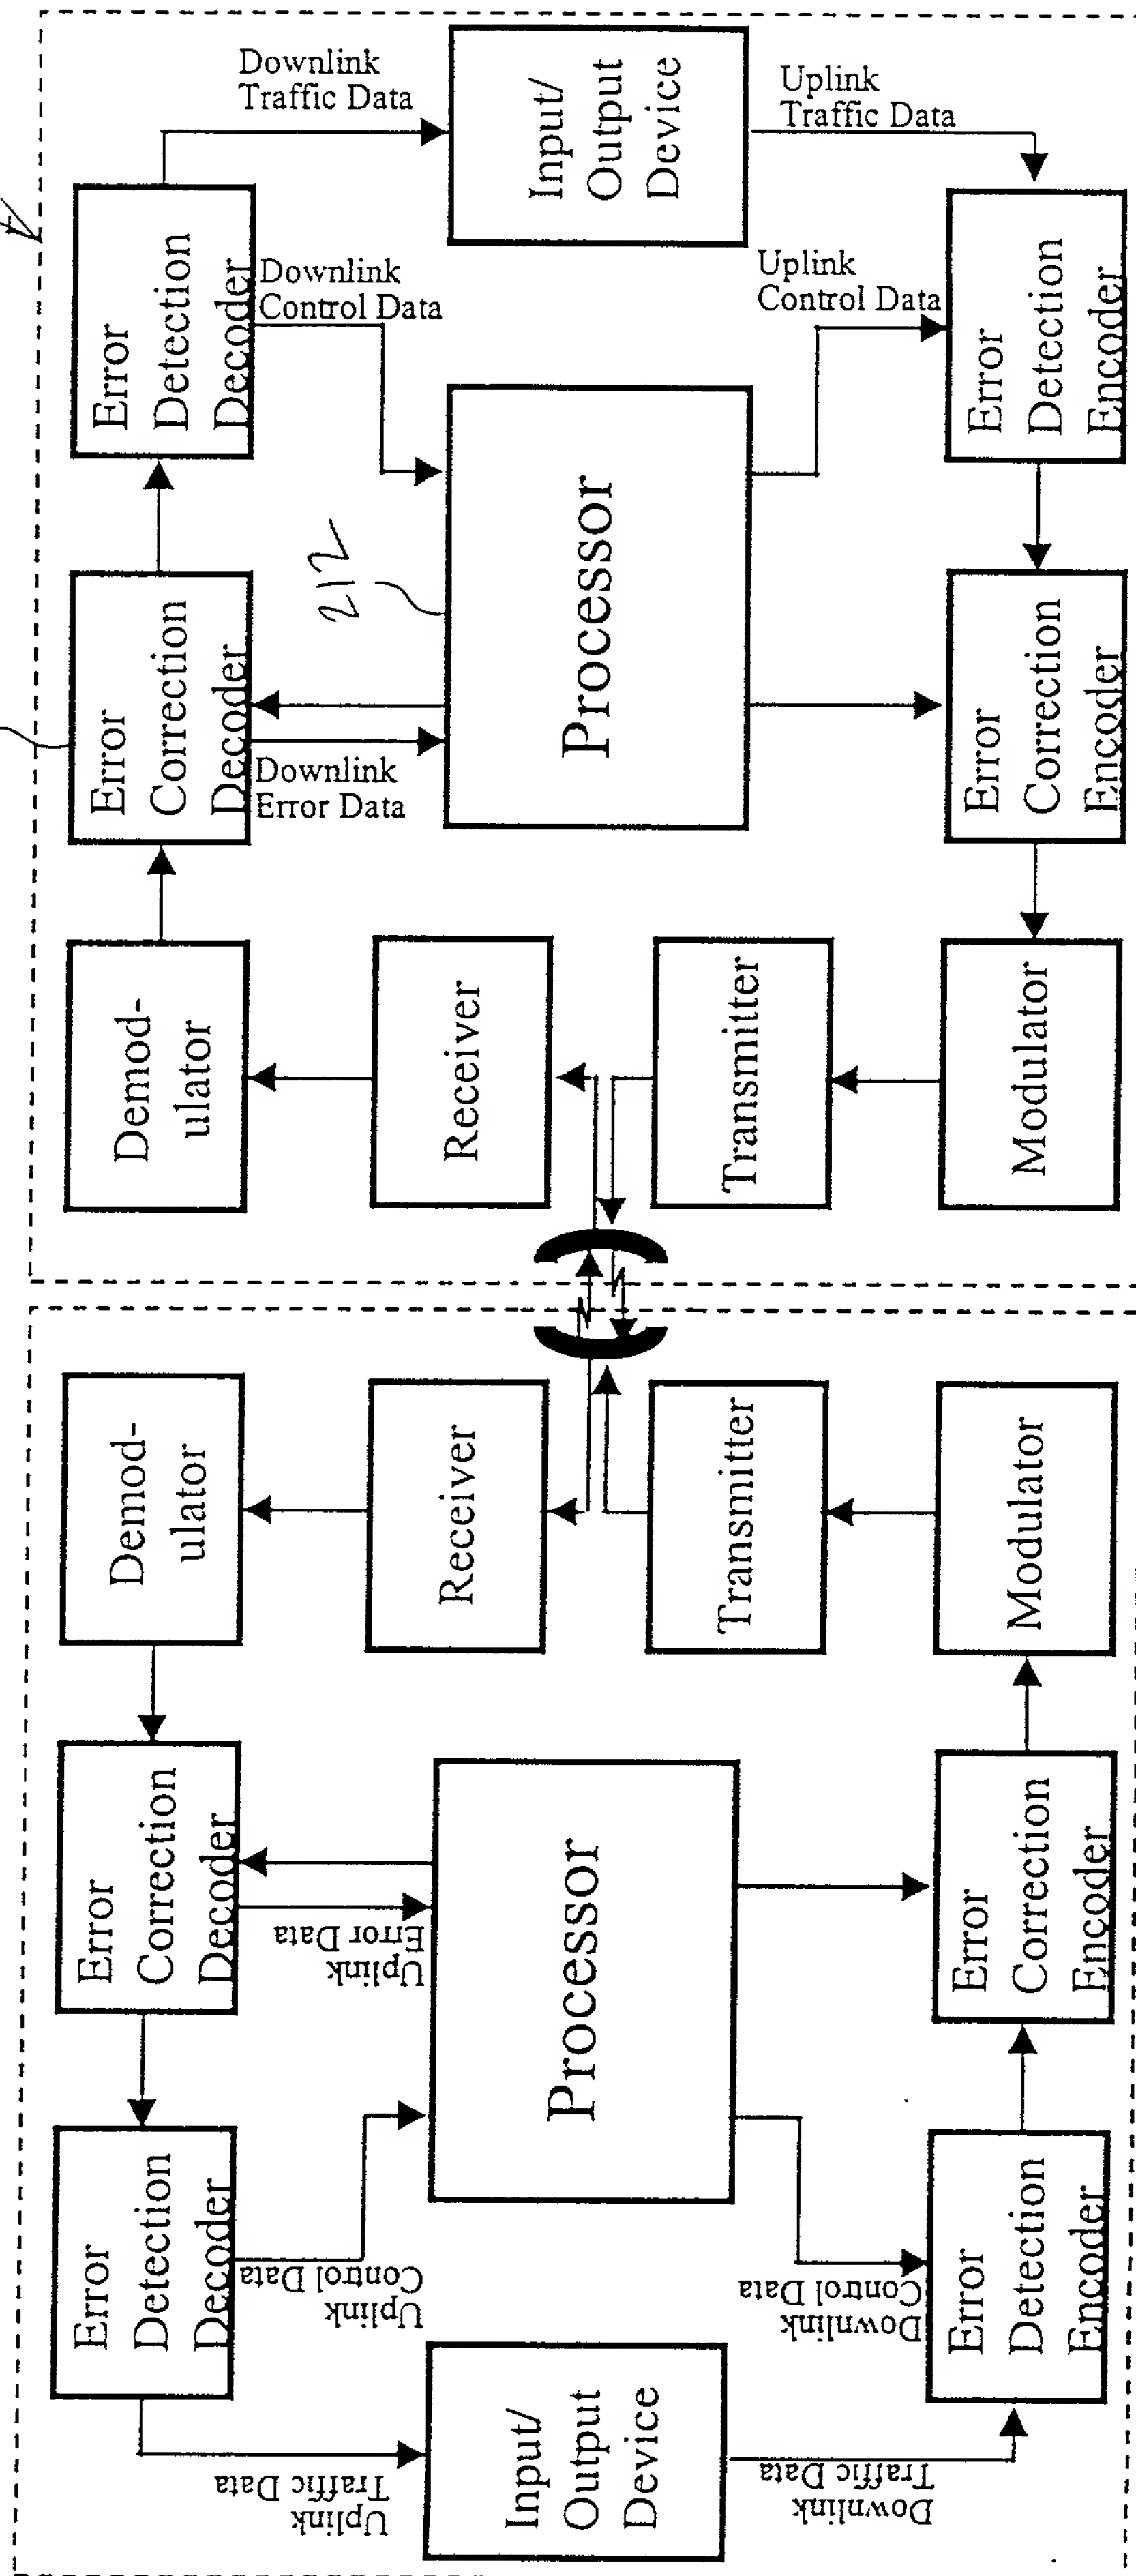 Downlink
Traffic Data
Input/
Output
Device
Uplink
Traffic Data
Error
Detection
Decoder
Downlink
Control Data
Uplink
Control Data
Error
Detection
Encoder
212
Processor
Error
Correction
Decoder
Downlink
Error Data
Error
Correction
Encoder
Demod-
ulator
Receiver
Transmitter
Modulator
Demod-
ulator
Receiver
Transmitter
Modulator
Error
Correction
Decoder
Uplink
Error Data
Processor
Error
Correction
Encoder
Error
Detection
Decoder
Uplink
Control Data
Downlink
Control Data
Error
Detection
Encoder
Uplink
Traffic Data
Input/
Output
Device
Downlink
Traffic Data